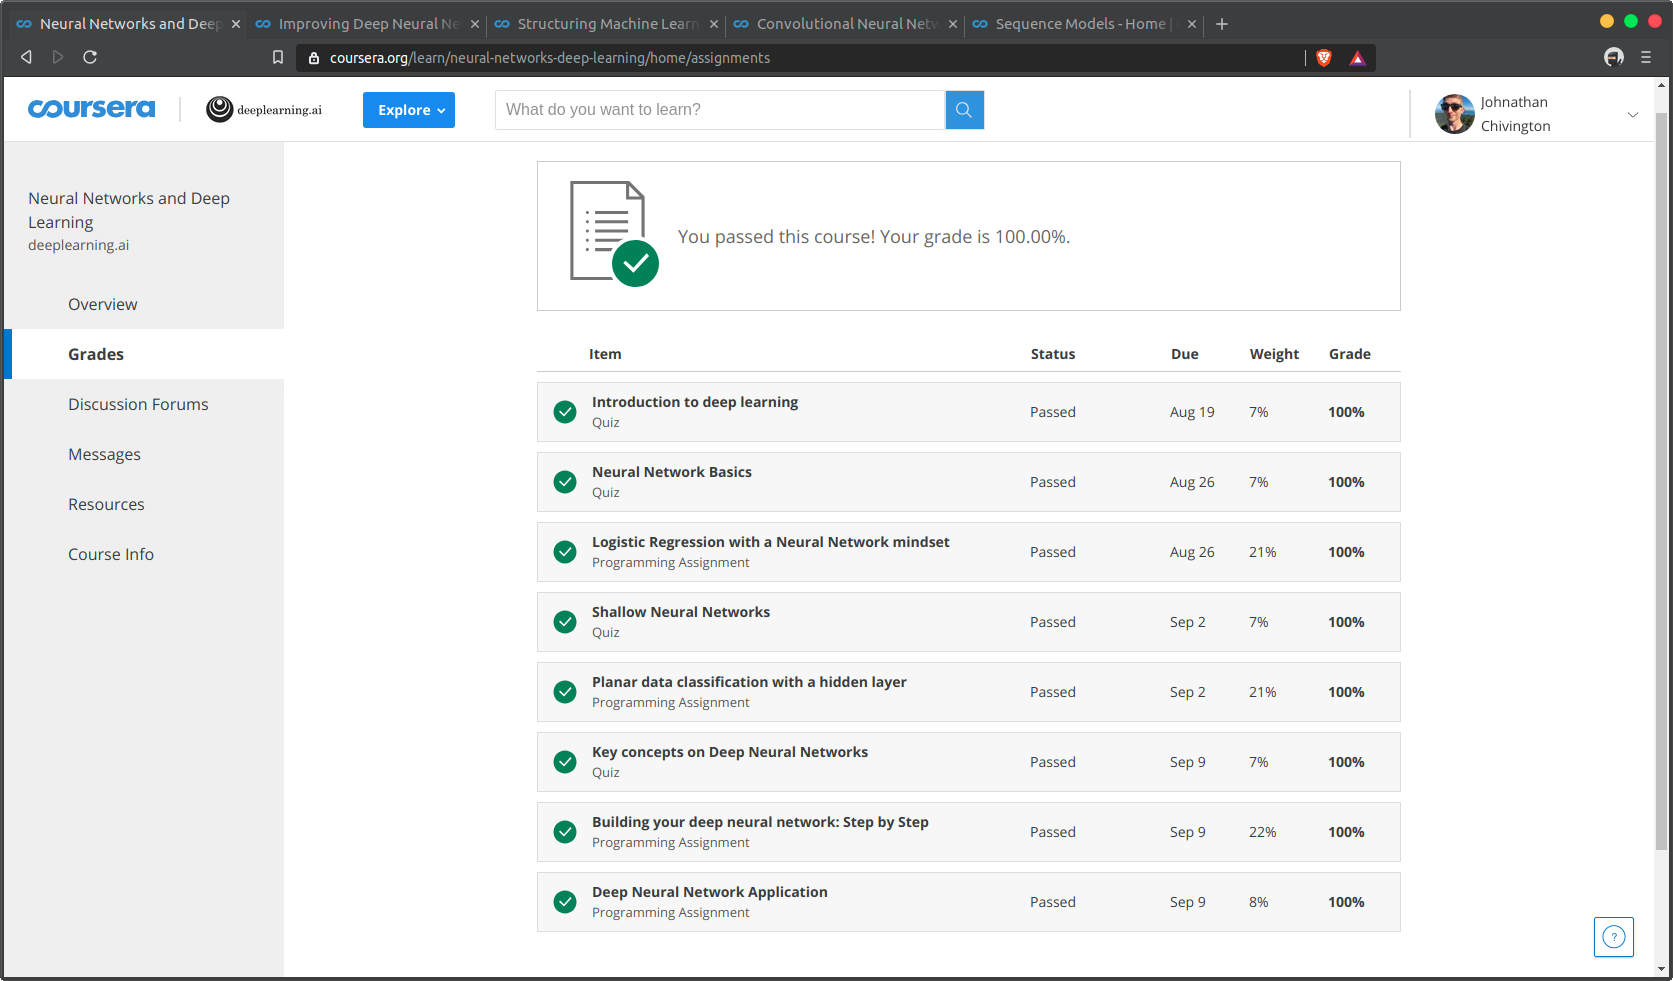 Neural Networks and Deep
Improving Deep Neural Ne
Structuring Machine Learn
Convolutional Neural Netw
Sequence Models - Home |
coursera.org/learn/neural-networks-deep-learning/home/assignments
coursera
deeplearning.ai
Explore
What do you want to learn?
Johnathan
Chivington
Neural Networks and Deep
Learning
deeplearning.ai
Overview
Grades
Discussion Forums
Messages
Resources
Course Info
You passed this course! Your grade is 100.00%.
Item Status Due Weight Grade
Introduction to deep learning
Quiz
Passed Aug 19 7% 100%
Neural Network Basics
Quiz
Passed Aug 26 7% 100%
Logistic Regression with a Neural Network mindset
Programming Assignment
Passed Aug 26 21% 100%
Shallow Neural Networks
Quiz
Passed Sep 2 7% 100%
Planar data classification with a hidden layer
Programming Assignment
Passed Sep 2 21% 100%
Key concepts on Deep Neural Networks
Quiz
Passed Sep 9 7% 100%
Building your deep neural network: Step by Step
Programming Assignment
Passed Sep 9 22% 100%
Deep Neural Network Application
Programming Assignment
Passed Sep 9 8% 100%
?